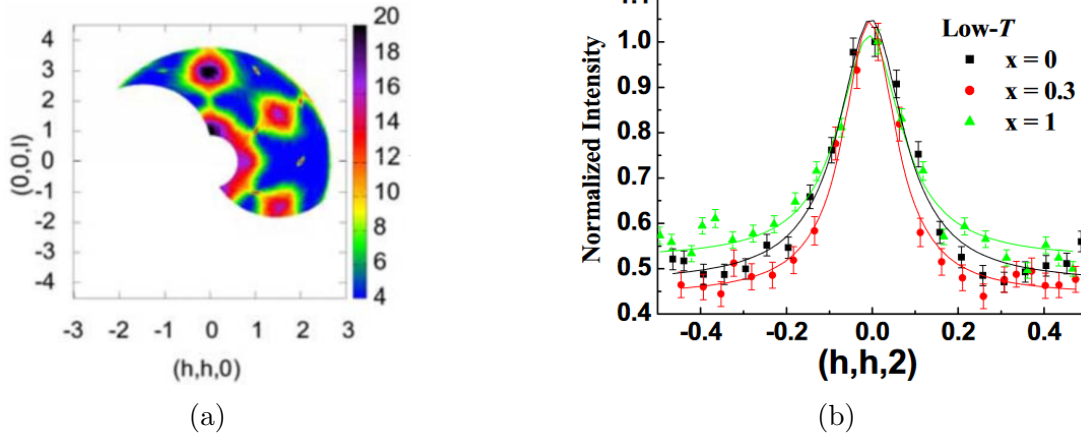 4
3
2
1
0
-1
-2
-3
-4
(0,0,l)
-3 -2 -1 0 1 2 3
(h,h,0)
20
18
16
14
12
10
8
6
4
(a)
1.0
0.9
0.8
0.7
0.6
0.5
0.4
Normalized Intensity
Low-T
x = 0
x = 0.3
x = 1
-0.4 -0.2 0.0 0.2 0.4
(h,h,2)
(b)